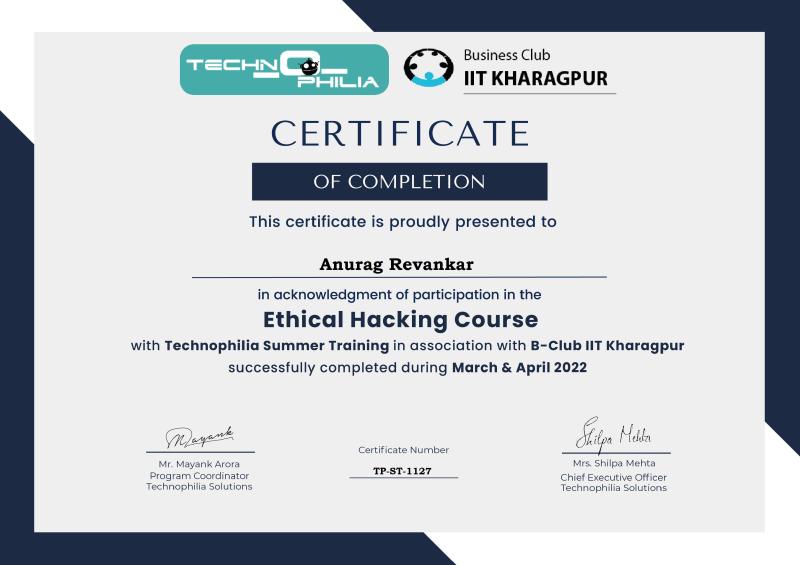 TECHNOPHILIA
Business Club
IIT KHARAGPUR
CERTIFICATE
OF COMPLETION
This certificate is proudly presented to
Anurag Revankar
in acknowledgment of participation in the
Ethical Hacking Course
with Technophilia Summer Training in association with B-Club IIT Kharagpur
successfully completed during March & April 2022
Mayank
Mr. Mayank Arora
Program Coordinator
Technophilia Solutions
Certificate Number
TP-ST-1127
Shilpa Mehta
Mrs. Shilpa Mehta
Chief Executive Officer
Technophilia Solutions